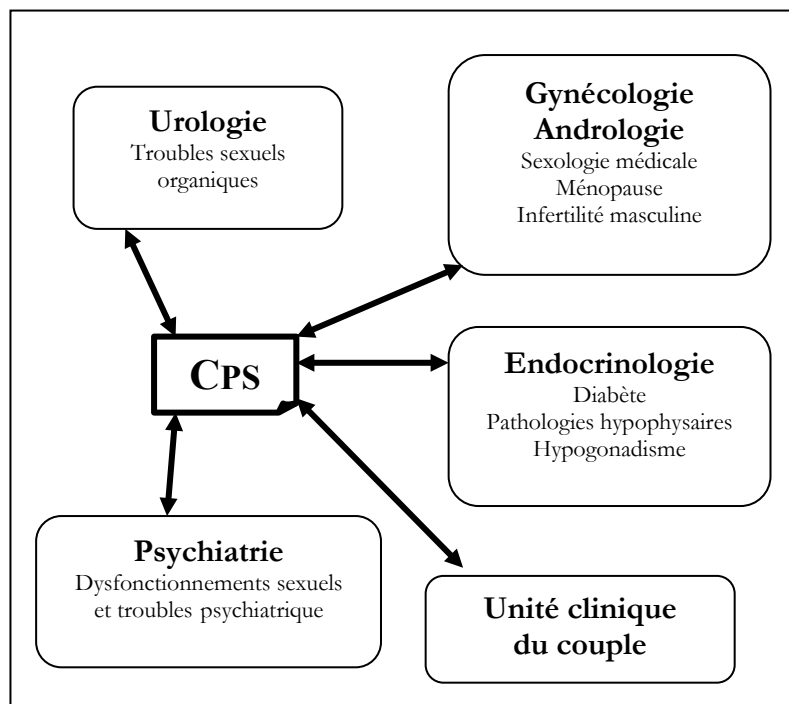 Urologie
Troubles sexuels
organiques
Gynécologie
Andrologie
Sexologie médicale
Ménopause
Infertilité masculine
CPS
Endocrinologie
Diabète
Pathologies hypophysaires
Hypogonadisme
Psychiatrie
Dysfonctionnements sexuels
et troubles psychiatrique
Unité clinique
du couple